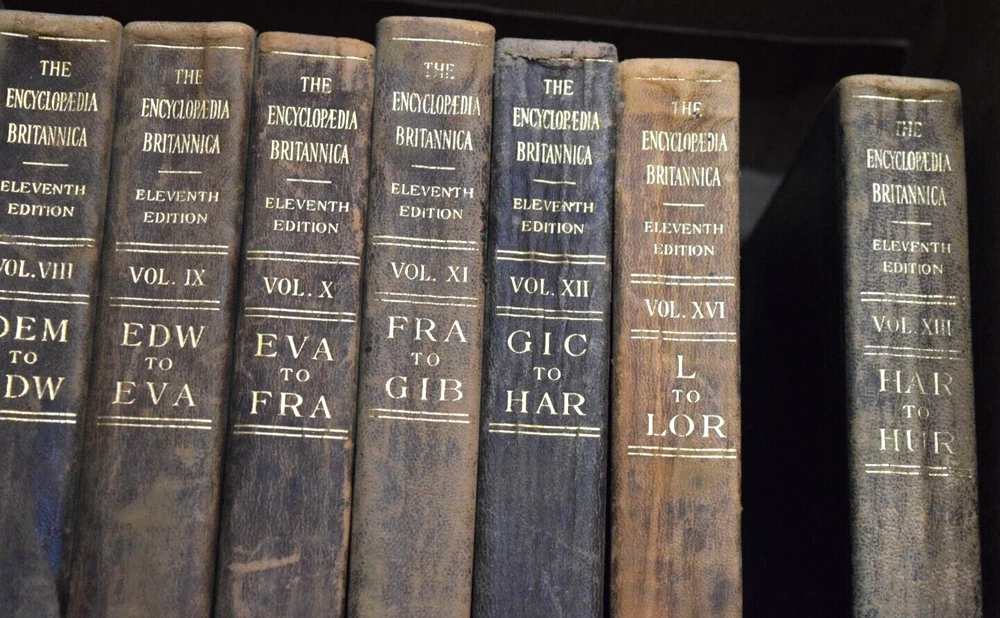 THE
ENCYCLOPÆDIA
BRITANNICA
ELEVENTH
EDITION
VOL. VIII
DEM
TO
EDW
THE
ENCYCLOPÆDIA
BRITANNICA
ELEVENTH
EDITION
VOL. IX
EDW
TO
EVA
THE
ENCYCLOPÆDIA
BRITANNICA
ELEVENTH
EDITION
VOL. X
EVA
TO
FRA
THE
ENCYCLOPÆDIA
BRITANNICA
ELEVENTH
EDITION
VOL. XI
FRA
TO
GIB
THE
ENCYCLOPÆDIA
BRITANNICA
ELEVENTH
EDITION
VOL. XII
GIC
TO
HAR
THE
ENCYCLOPÆDIA
BRITANNICA
ELEVENTH
EDITION
VOL. XVI
L
TO
LOR
THE
ENCYCLOPÆDIA
BRITANNICA
ELEVENTH
EDITION
VOL. XIII
HAR
TO
HUR